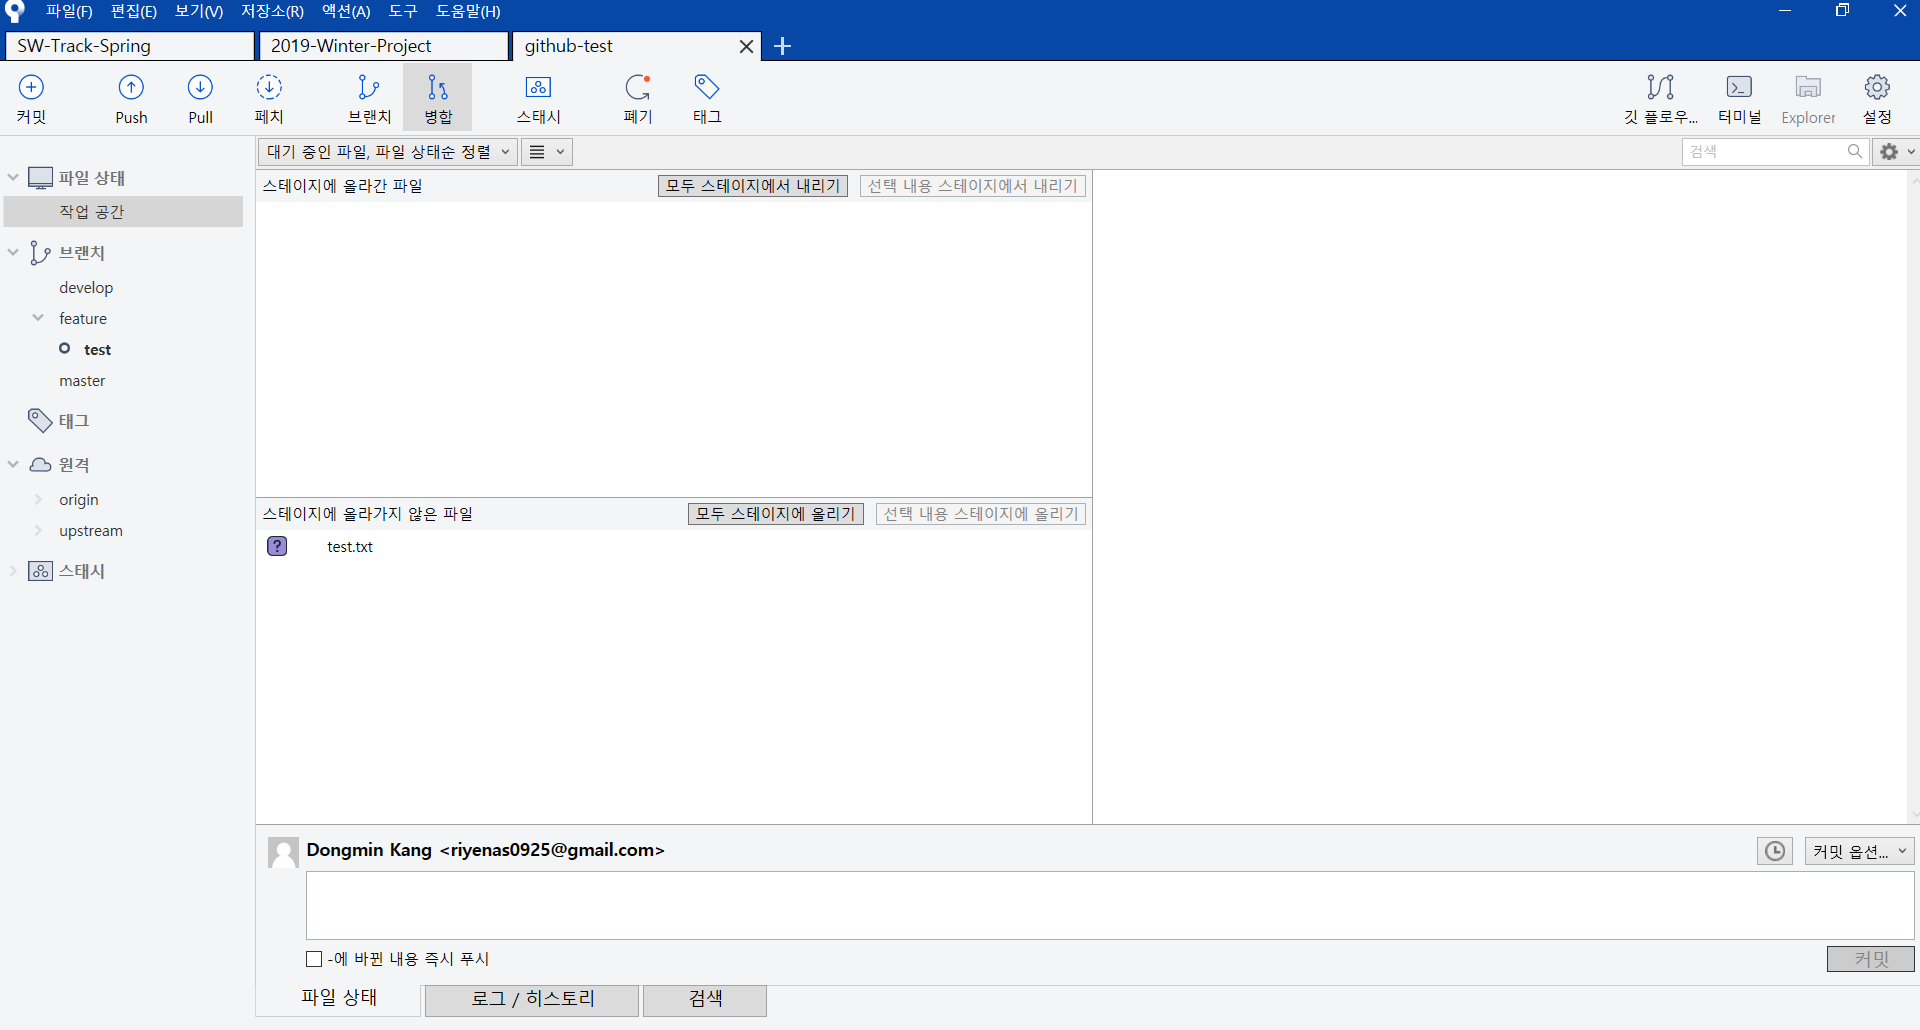 파일(F) 편집(E) 보기(V) 저장소(R) 액션(A) 도구 도움말(H)
SW-Track-Spring 2019-Winter-Project github-test
커밋 Push Pull 페치 브랜치 병합 스태시 폐기 태그 깃 플로우... 터미널 Explorer 설정
대기 중인 파일, 파일 상태순 정렬 검색
파일 상태
작업 공간
브랜치
develop
feature
test
master
태그
원격
origin
upstream
스태시
스테이지에 올라간 파일 모두 스테이지에서 내리기 선택 내용 스테이지에서 내리기
스테이지에 올라가지 않은 파일 모두 스테이지에 올리기 선택 내용 스테이지에 올리기
? test.txt
Dongmin Kang <riyenas0925@gmail.com> 커밋 옵션...
-에 바뀐 내용 즉시 푸시 커밋
파일 상태 로그 / 히스토리 검색